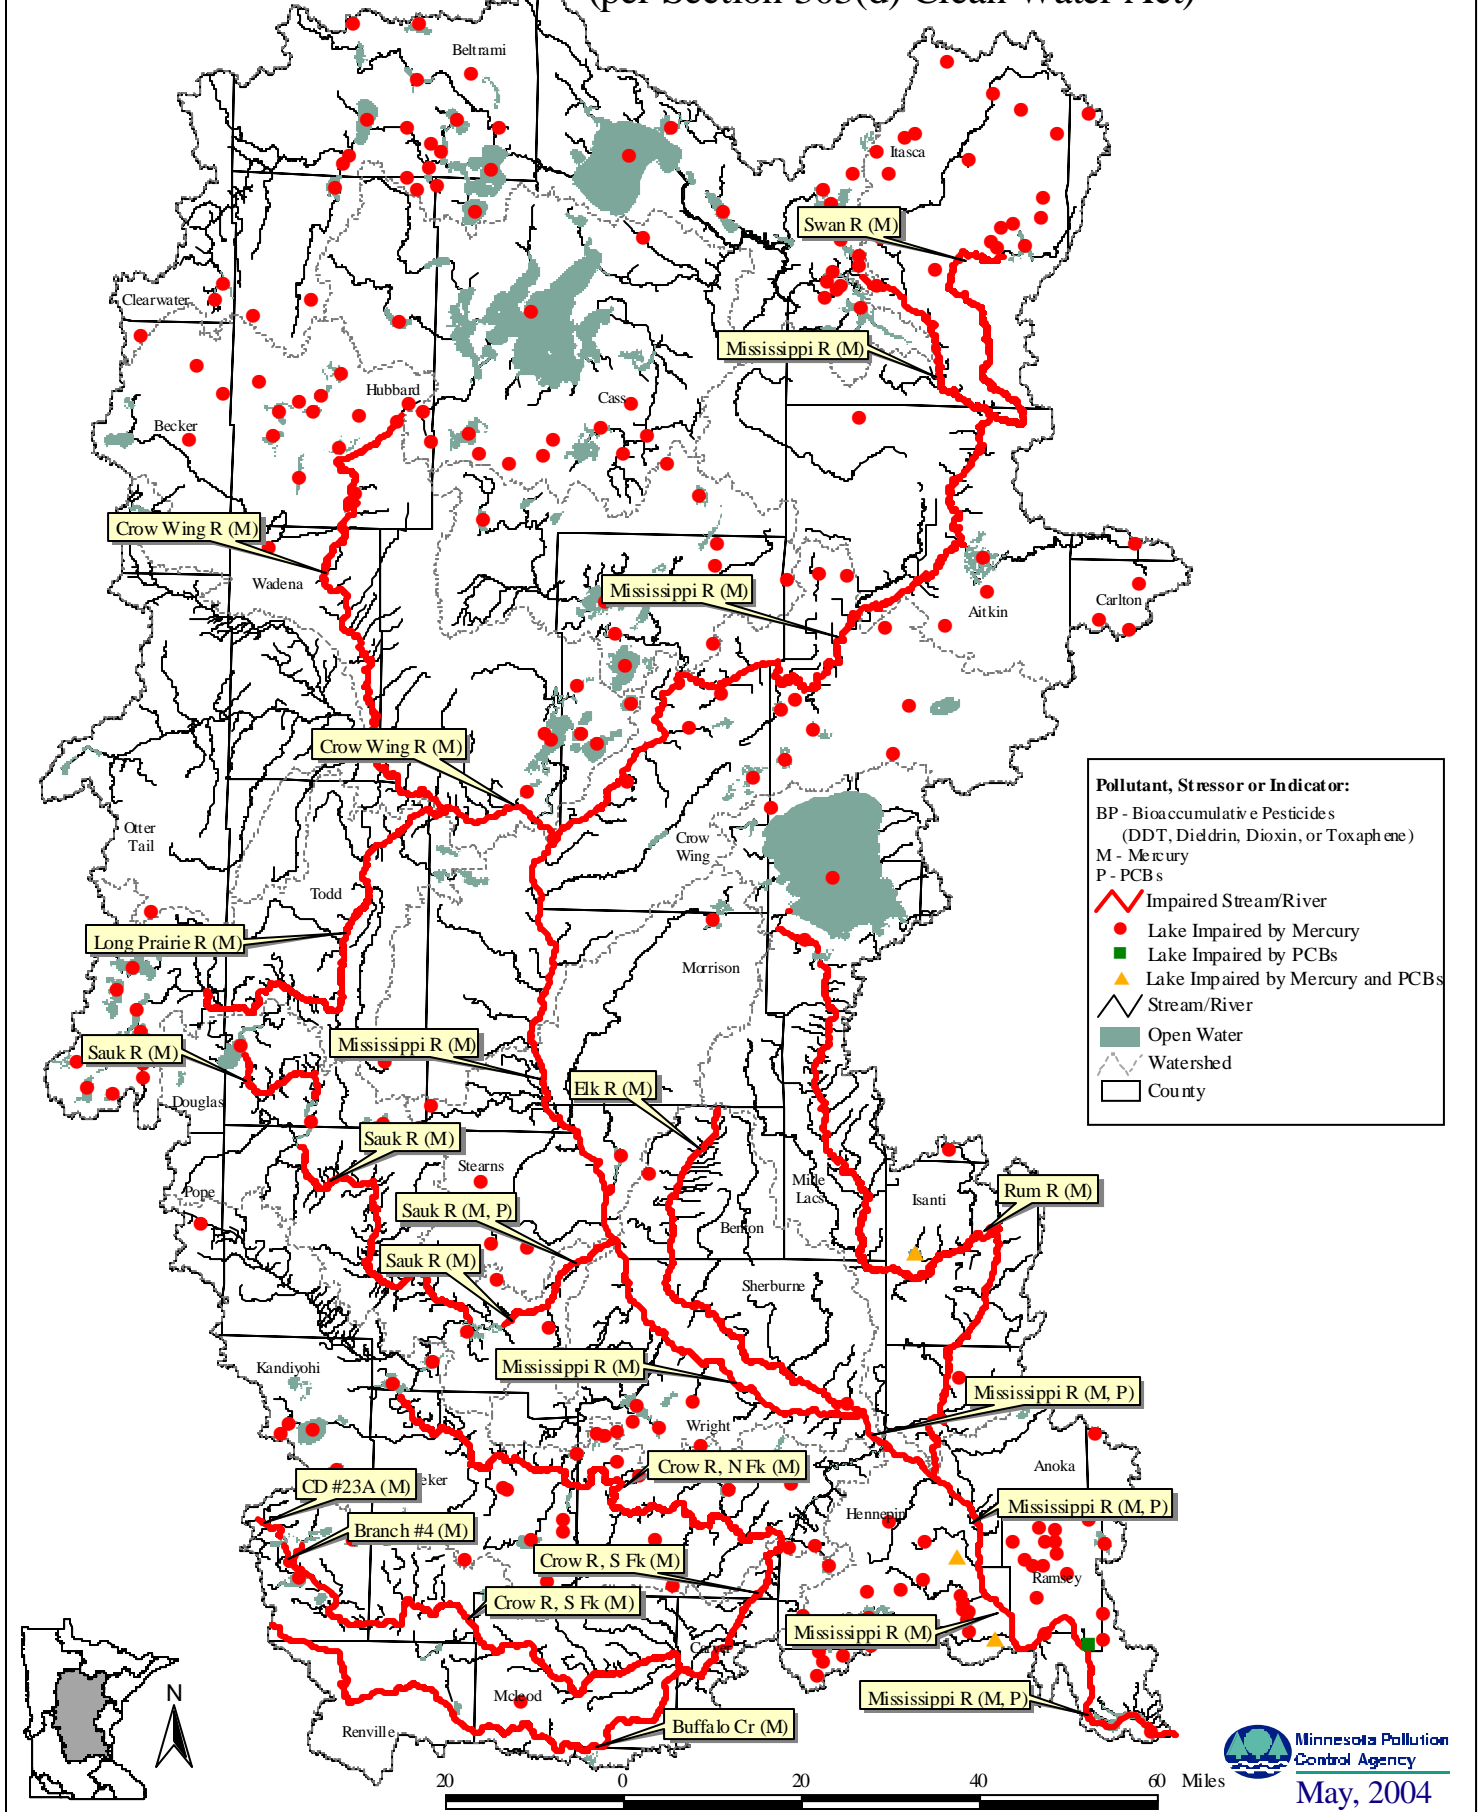 (per Section 303(d) Clean Water Act)
Beltrami
Itasca
Swan R (M)
Clearwater
Mississippi R (M)
Hubbard
Cass
Becker
Crow Wing R (M)
Wadena
Mississippi R (M)
Aitkin
Carlton
Crow Wing R (M)
Otter
Tail
Crow
Wing
Todd
Long Prairie R (M)
Morrison
Pollutant, Stressor or Indicator:
BP - Bioaccumulative Pesticides
(DDT, Dieldrin, Dioxin, or Toxaphene)
M - Mercury
P - PCBs
Impaired Stream/River
Lake Impaired by Mercury
Lake Impaired by PCBs
Lake Impaired by Mercury and PCBs
Stream/River
Open Water
Watershed
County
Sauk R (M)
Mississippi R (M)
Elk R (M)
Douglas
Sauk R (M)
Stearns
Pope
Mille
Lacs
Isanti
Rum R (M)
Sauk R (M, P)
Benton
Sauk R (M)
Sherburne
Kandiyohi
Mississippi R (M)
Mississippi R (M, P)
Wright
Crow R, N Fk (M)
Anoka
CD #23A (M)
eker
Mississippi R (M, P)
Hennepin
Branch #4 (M)
Crow R, S Fk (M)
Ramsey
Crow R, S Fk (M)
Mississippi R (M)
Carver
Mcleod
Mississippi R (M, P)
Buffalo Cr (M)
Renville
N
20 0 20 40 60 Miles
Minnesota Pollution
Control Agency
May, 2004